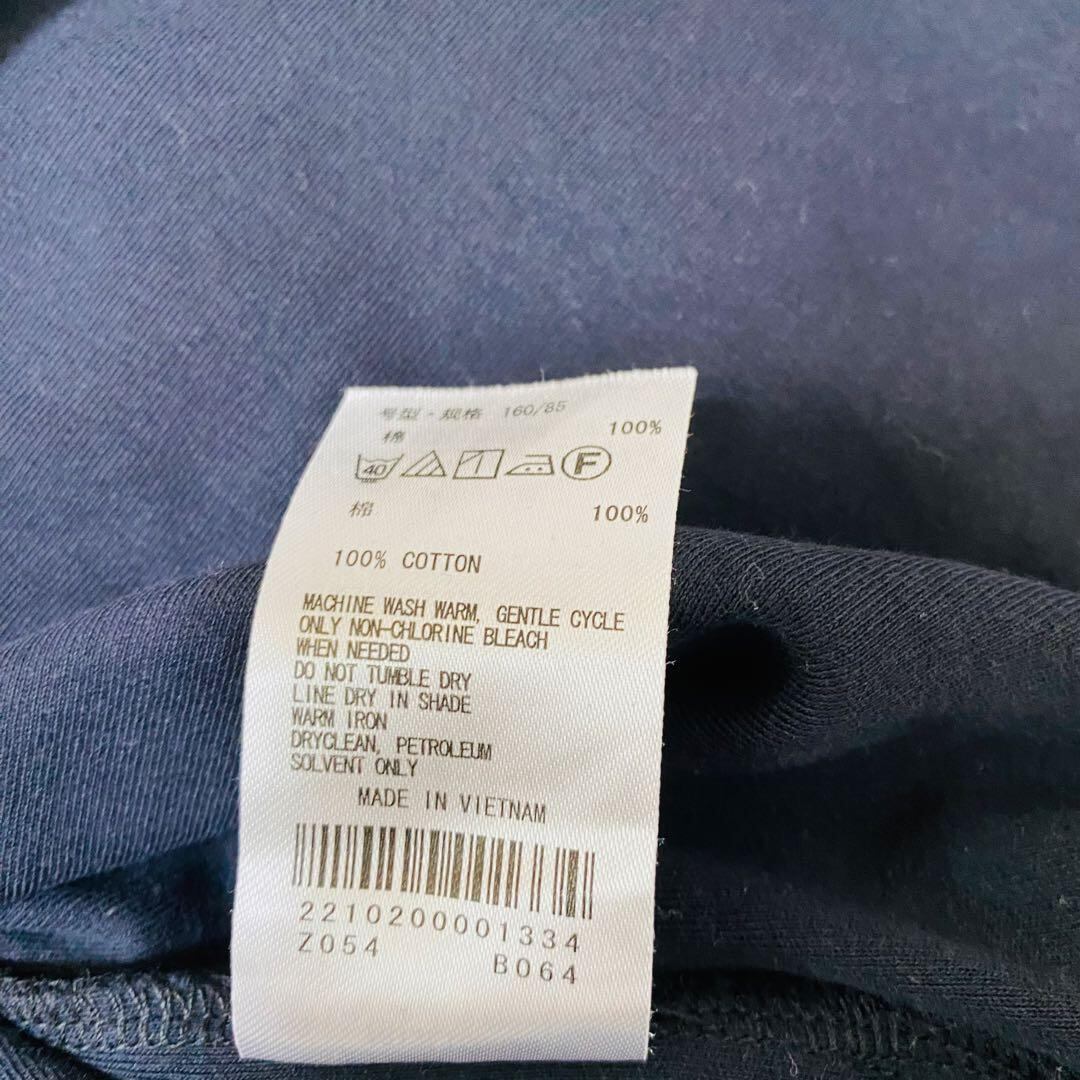 号型·规格 160/85
棉 100%
40 F
棉 100%
100% COTTON
MACHINE WASH WARM, GENTLE CYCLE
ONLY NON-CHLORINE BLEACH
WHEN NEEDED
DO NOT TUMBLE DRY
LINE DRY IN SHADE
WARM IRON
DRYCLEAN, PETROLEUM
SOLVENT ONLY
MADE IN VIETNAM
2210200001334
Z054 B064